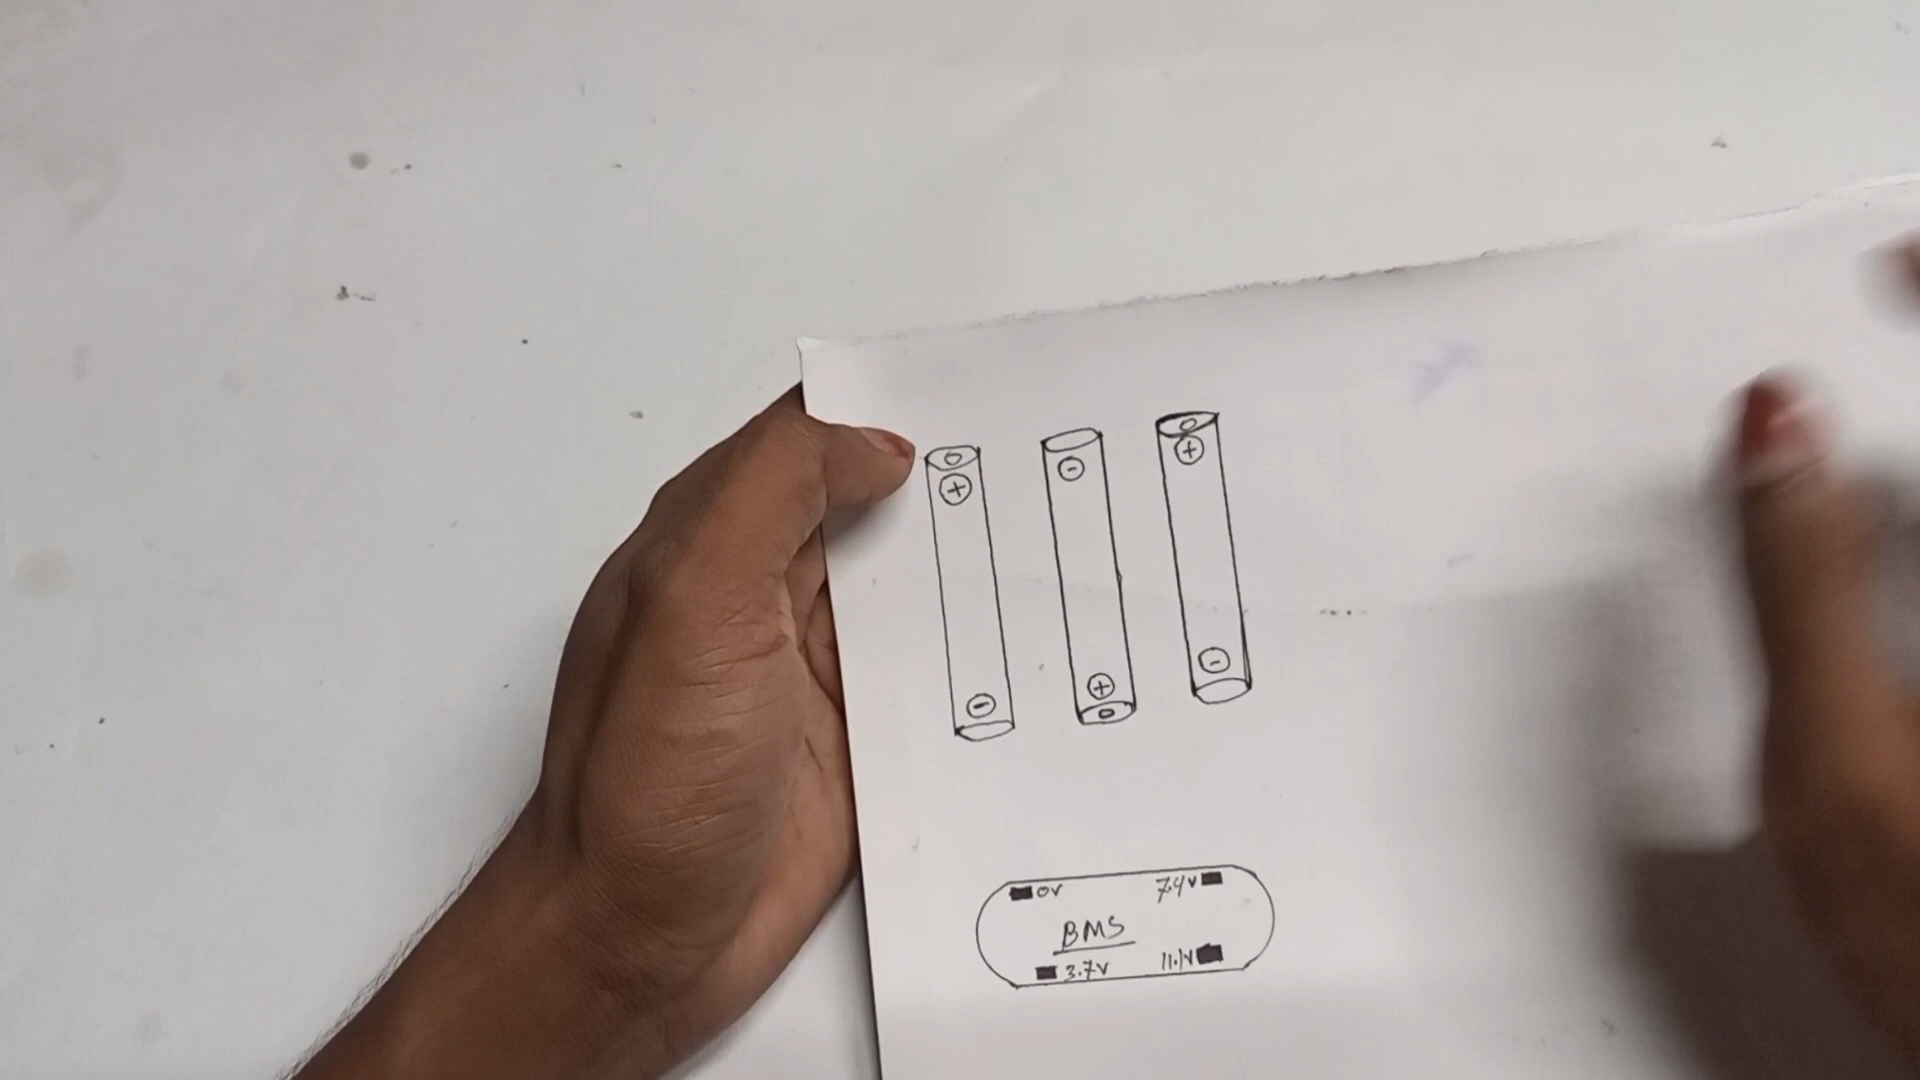 ⊕ ⊖ ⊕
⊖ ⊕ ⊖
0V 7.4V
BMS
3.7V 11.1V